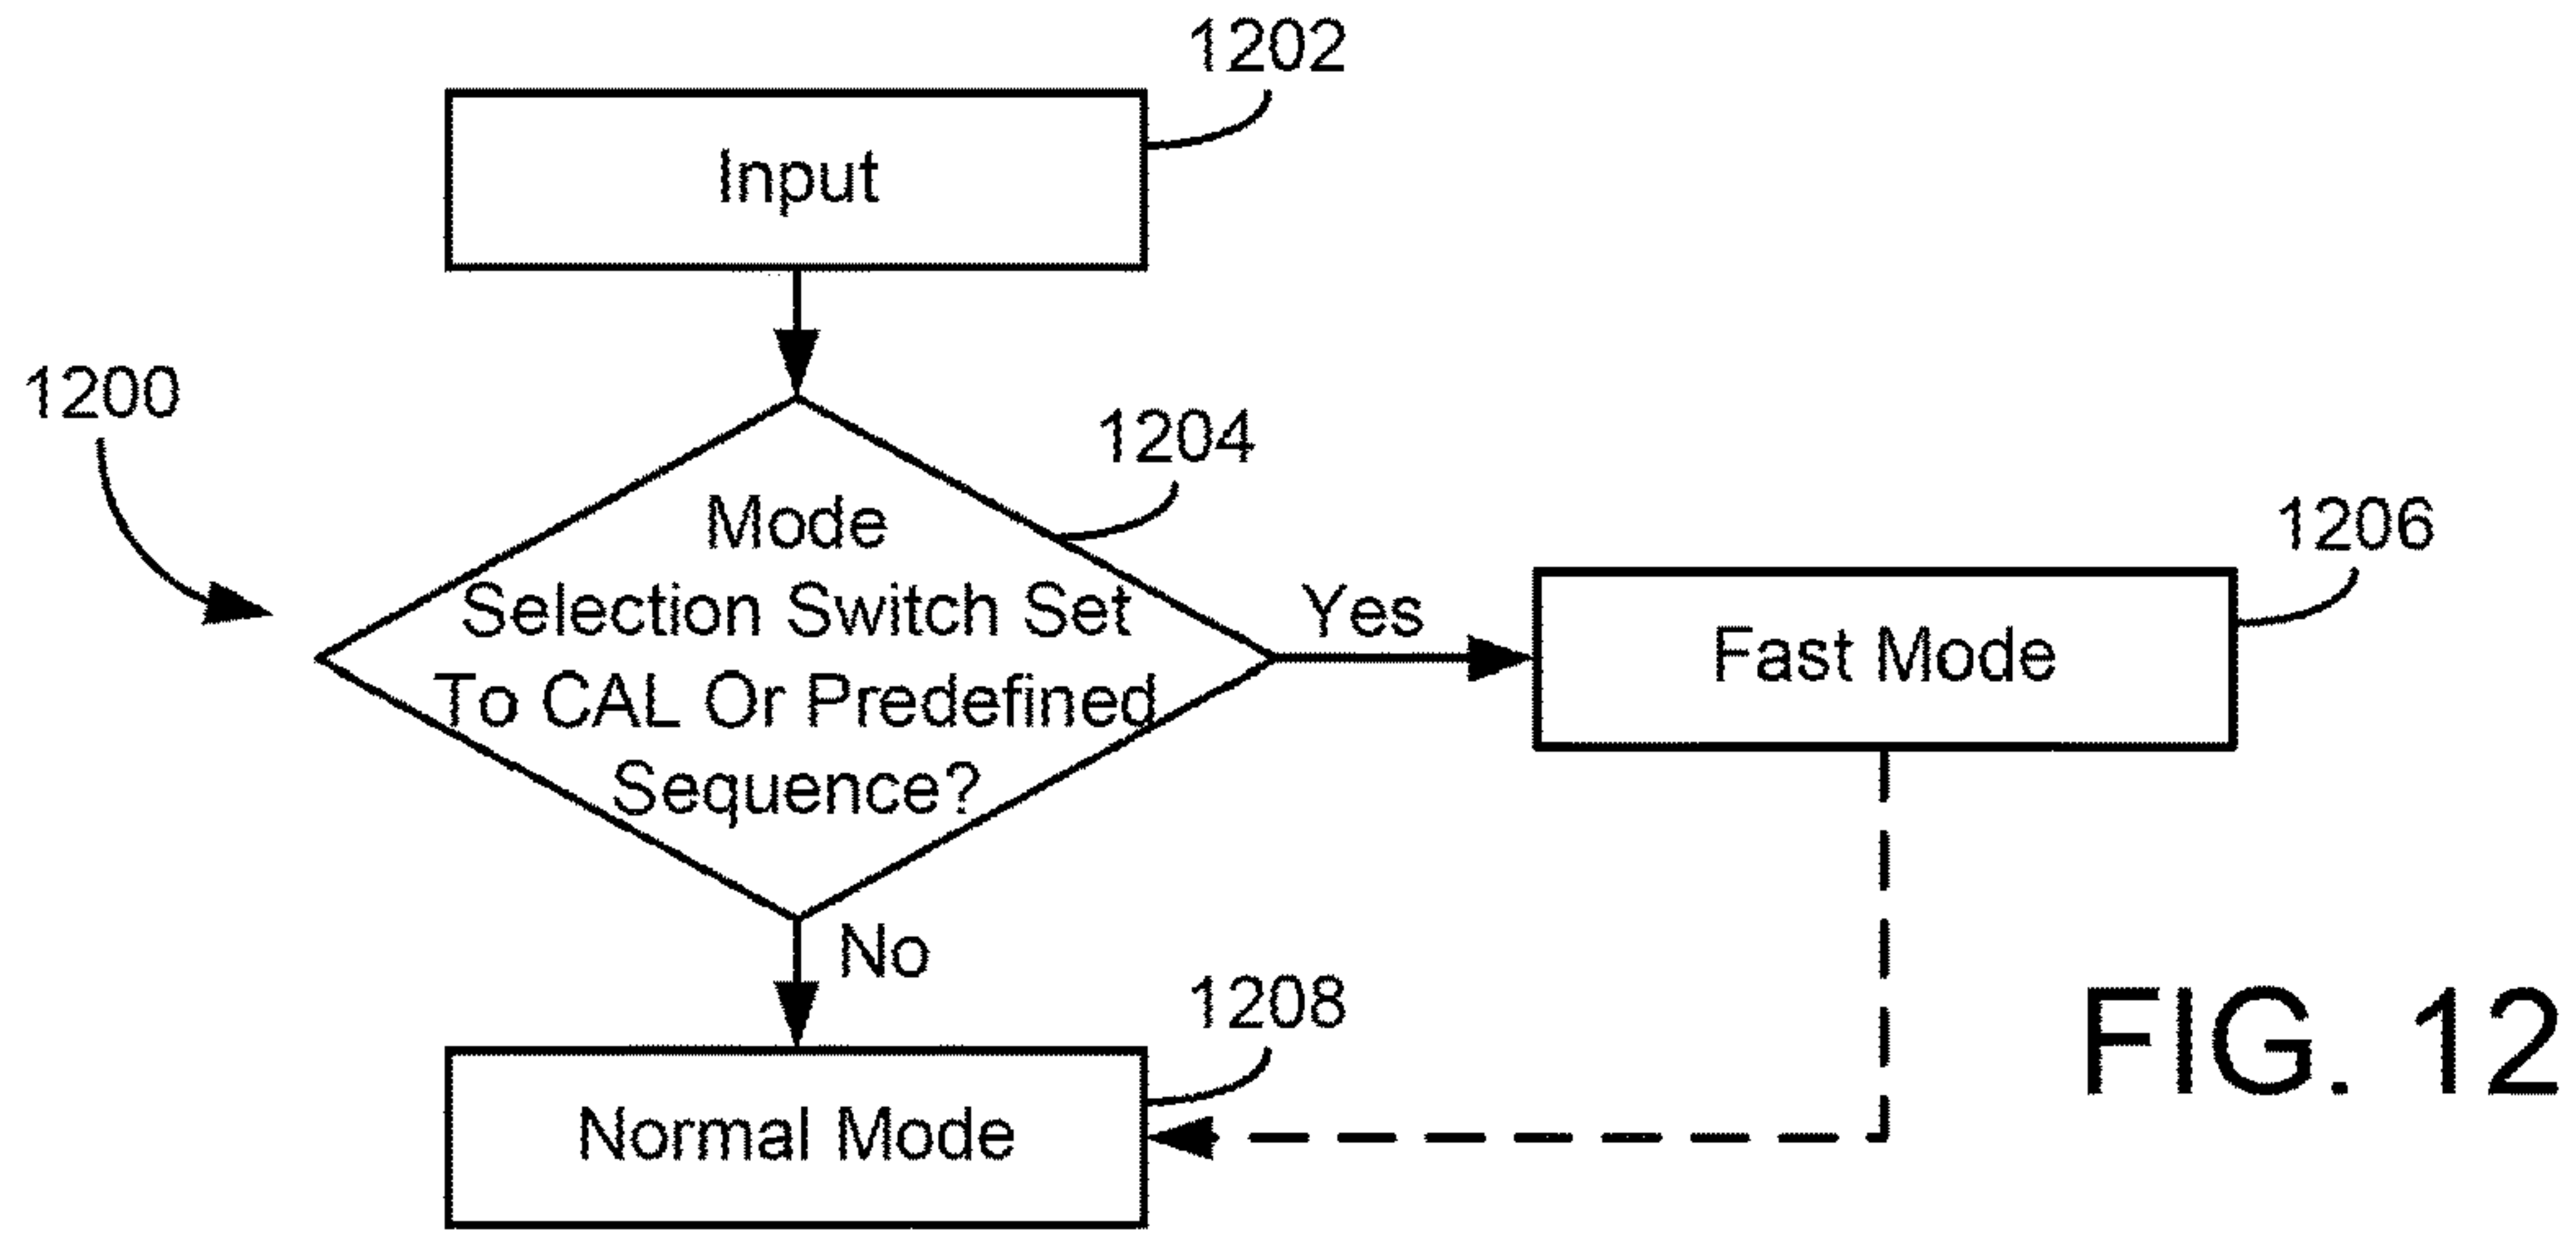 1202
Input
1200
1204
Mode
Selection Switch Set
To CAL Or Predefined
Sequence?
Yes
1206
Fast Mode
No
1208
Normal Mode
FIG. 12